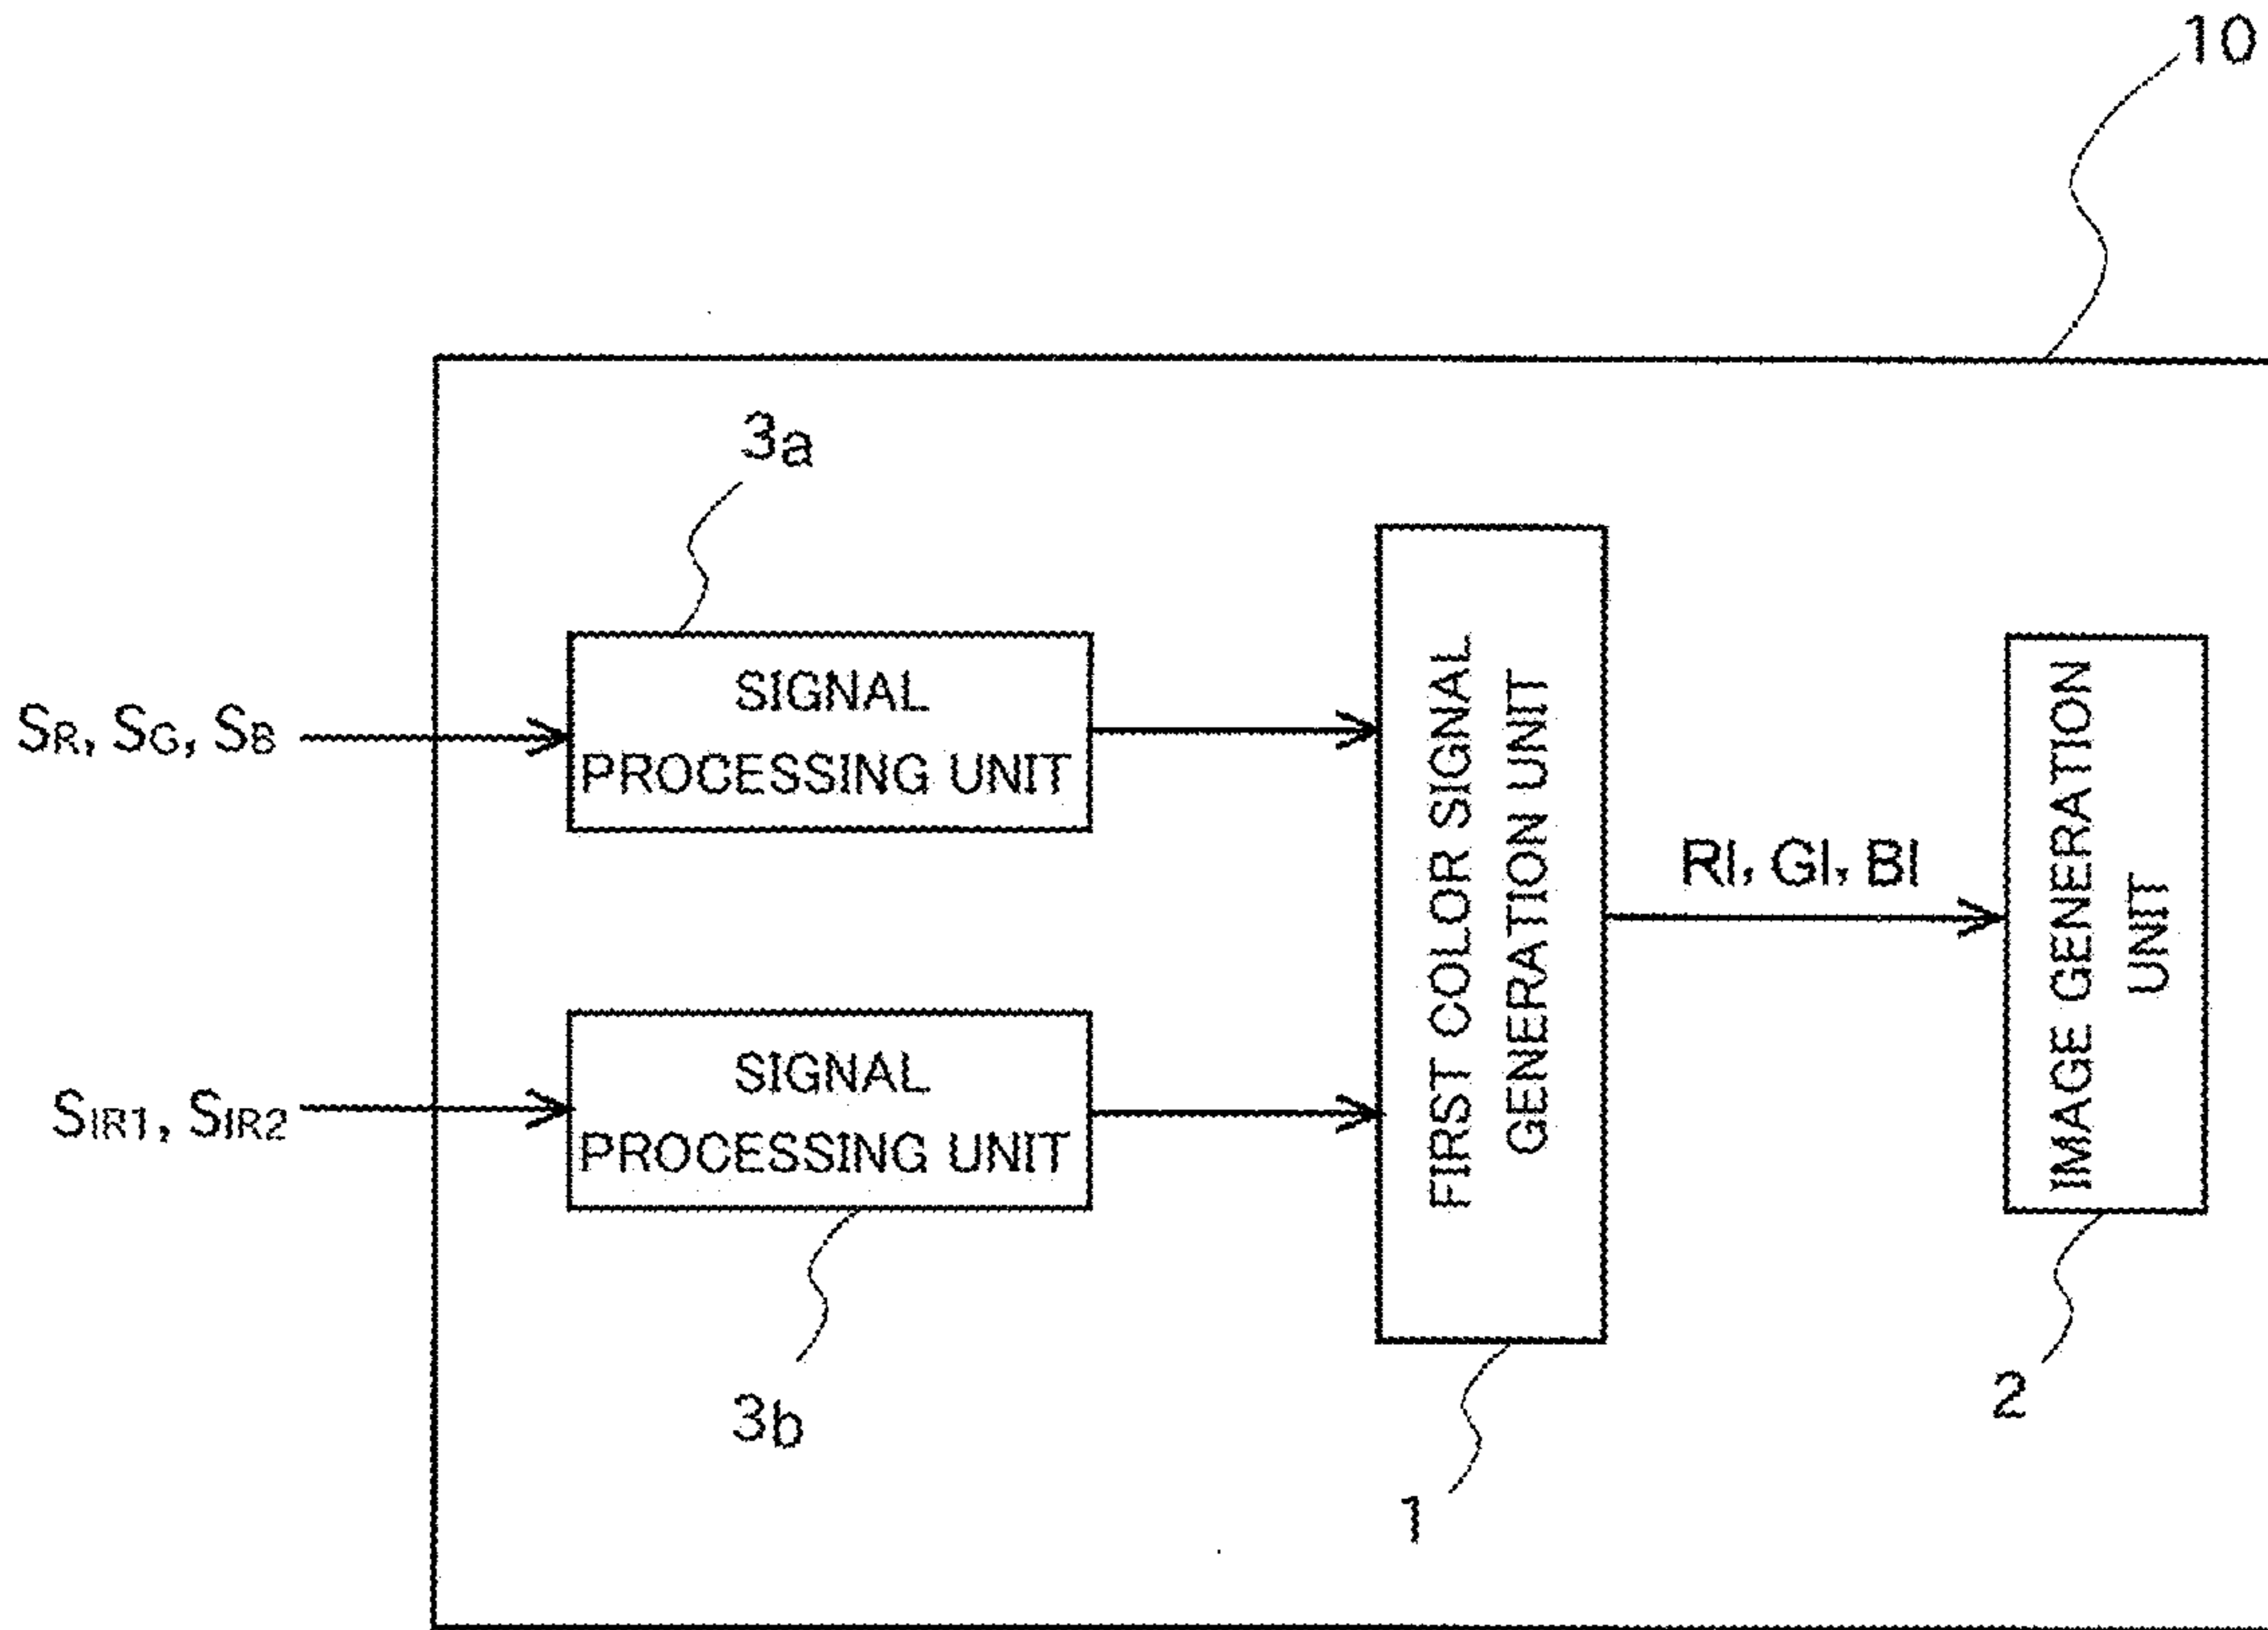 10
3a
SIGNAL
PROCESSING UNIT
SR, SG, SB
FIRST COLOR SIGNAL
GENERATION UNIT
RI, GI, BI
IMAGE GENERATION
UNIT
SIGNAL
PROCESSING UNIT
SIR1, SIR2
3b
1
2